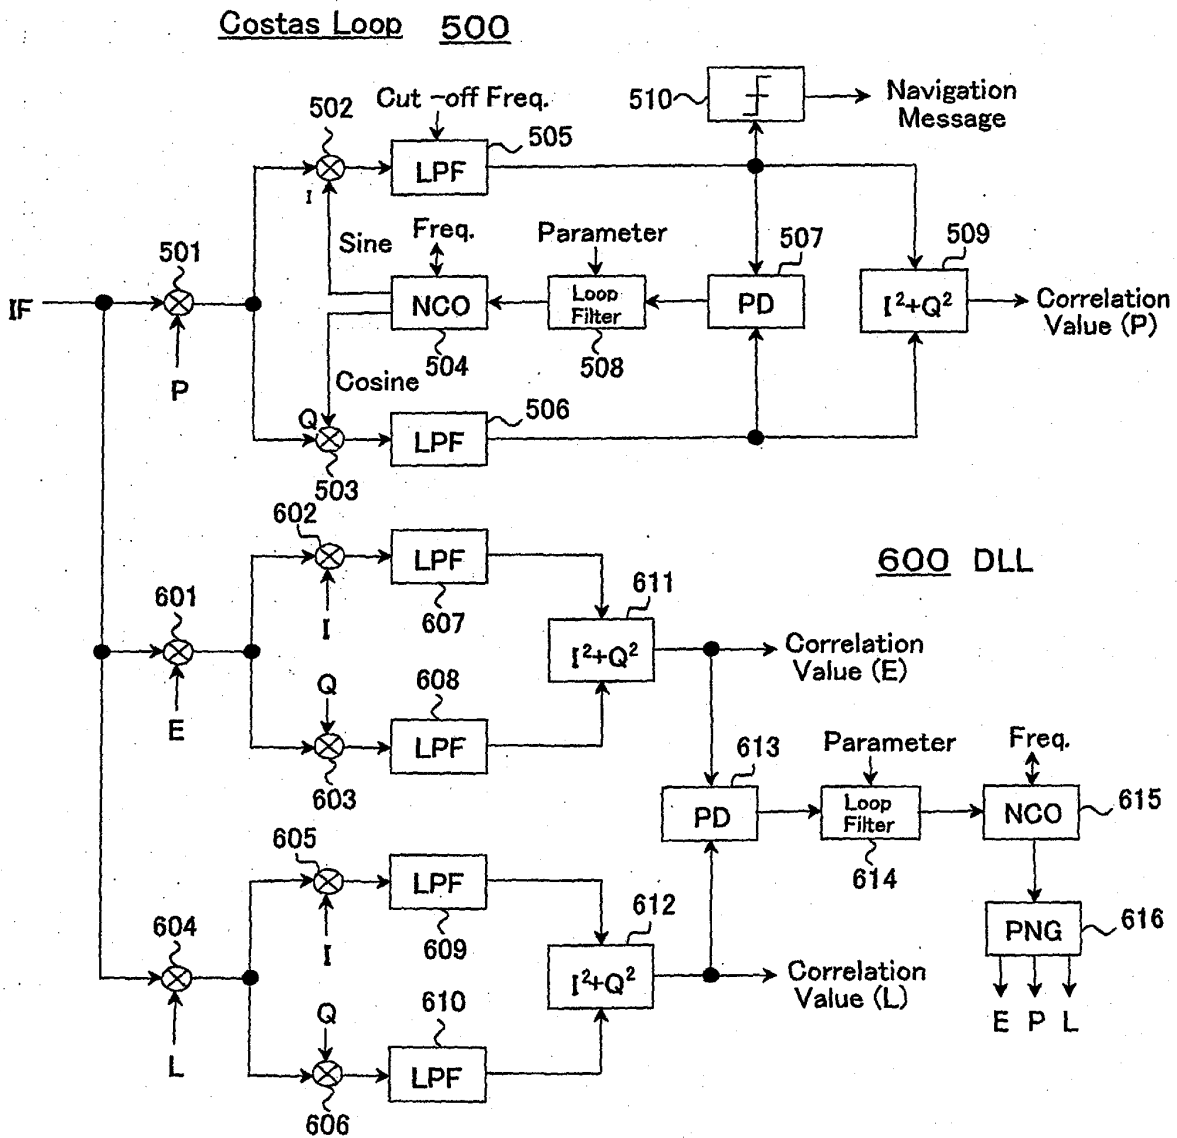 Costas Loop 500
502
Cut-off Freq.
505
510
Navigation
Message
LPF
I
501
Sine
Freq.
Parameter
507
509
IF
NCO
Loop
Filter
PD
I²+Q²
Correlation
Value (P)
P
504
508
Cosine
Q
506
LPF
503
602
LPF
600 DLL
601
I
607
611
I²+Q²
Correlation
Value (E)
E
Q
608
LPF
603
613
Parameter
Freq.
PD
Loop
Filter
NCO
615
614
605
LPF
604
I
609
612
PNG
616
I²+Q²
Correlation
Value (L)
E P L
L
Q
610
LPF
606